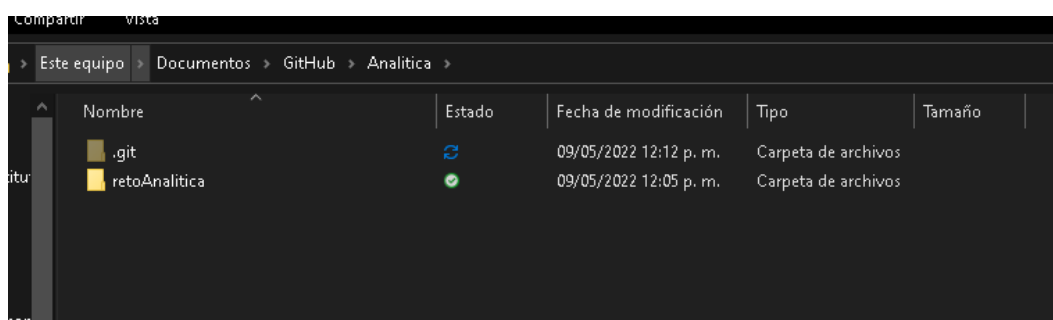 Compartir Vista
Este equipo > Documentos > GitHub > Analitica >
Nombre Estado Fecha de modificación Tipo Tamaño
.git 09/05/2022 12:12 p. m. Carpeta de archivos
retoAnalitica 09/05/2022 12:05 p. m. Carpeta de archivos